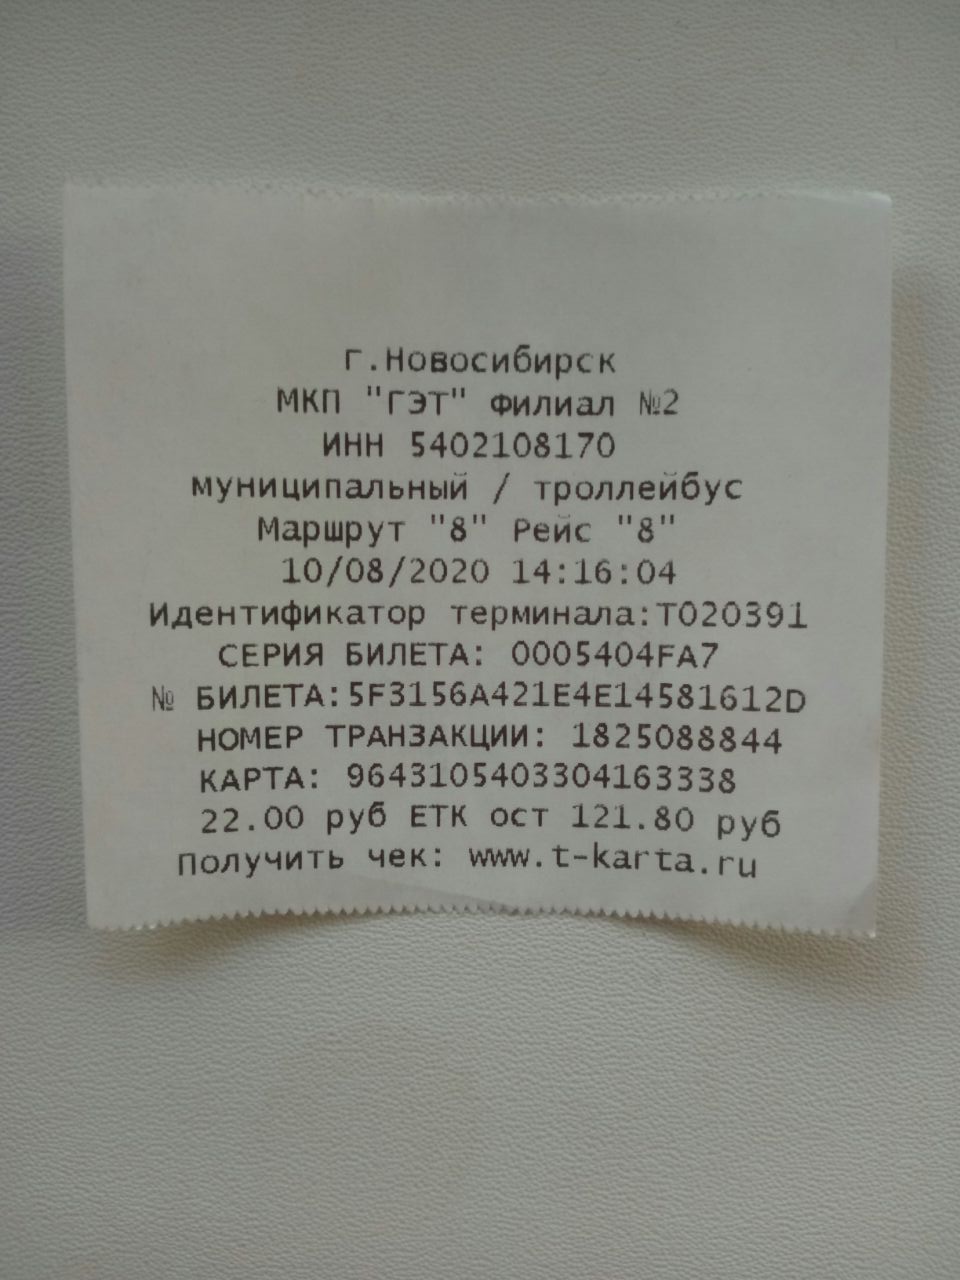 г.Новосибирск
МКП "ГЭТ" Филиал №2
ИНН 5402108170
муниципальный / троллейбус
Маршрут "8" Рейс "8"
10/08/2020 14:16:04
Идентификатор терминала:T020391
СЕРИЯ БИЛЕТА: 0005404FA7
№ БИЛЕТА:5F3156A421E4E14581612D
НОМЕР ТРАНЗАКЦИИ: 1825088844
КАРТА: 9643105403304163338
22.00 руб ЕТК ост 121.80 руб
Получить чек: www.t-karta.ru